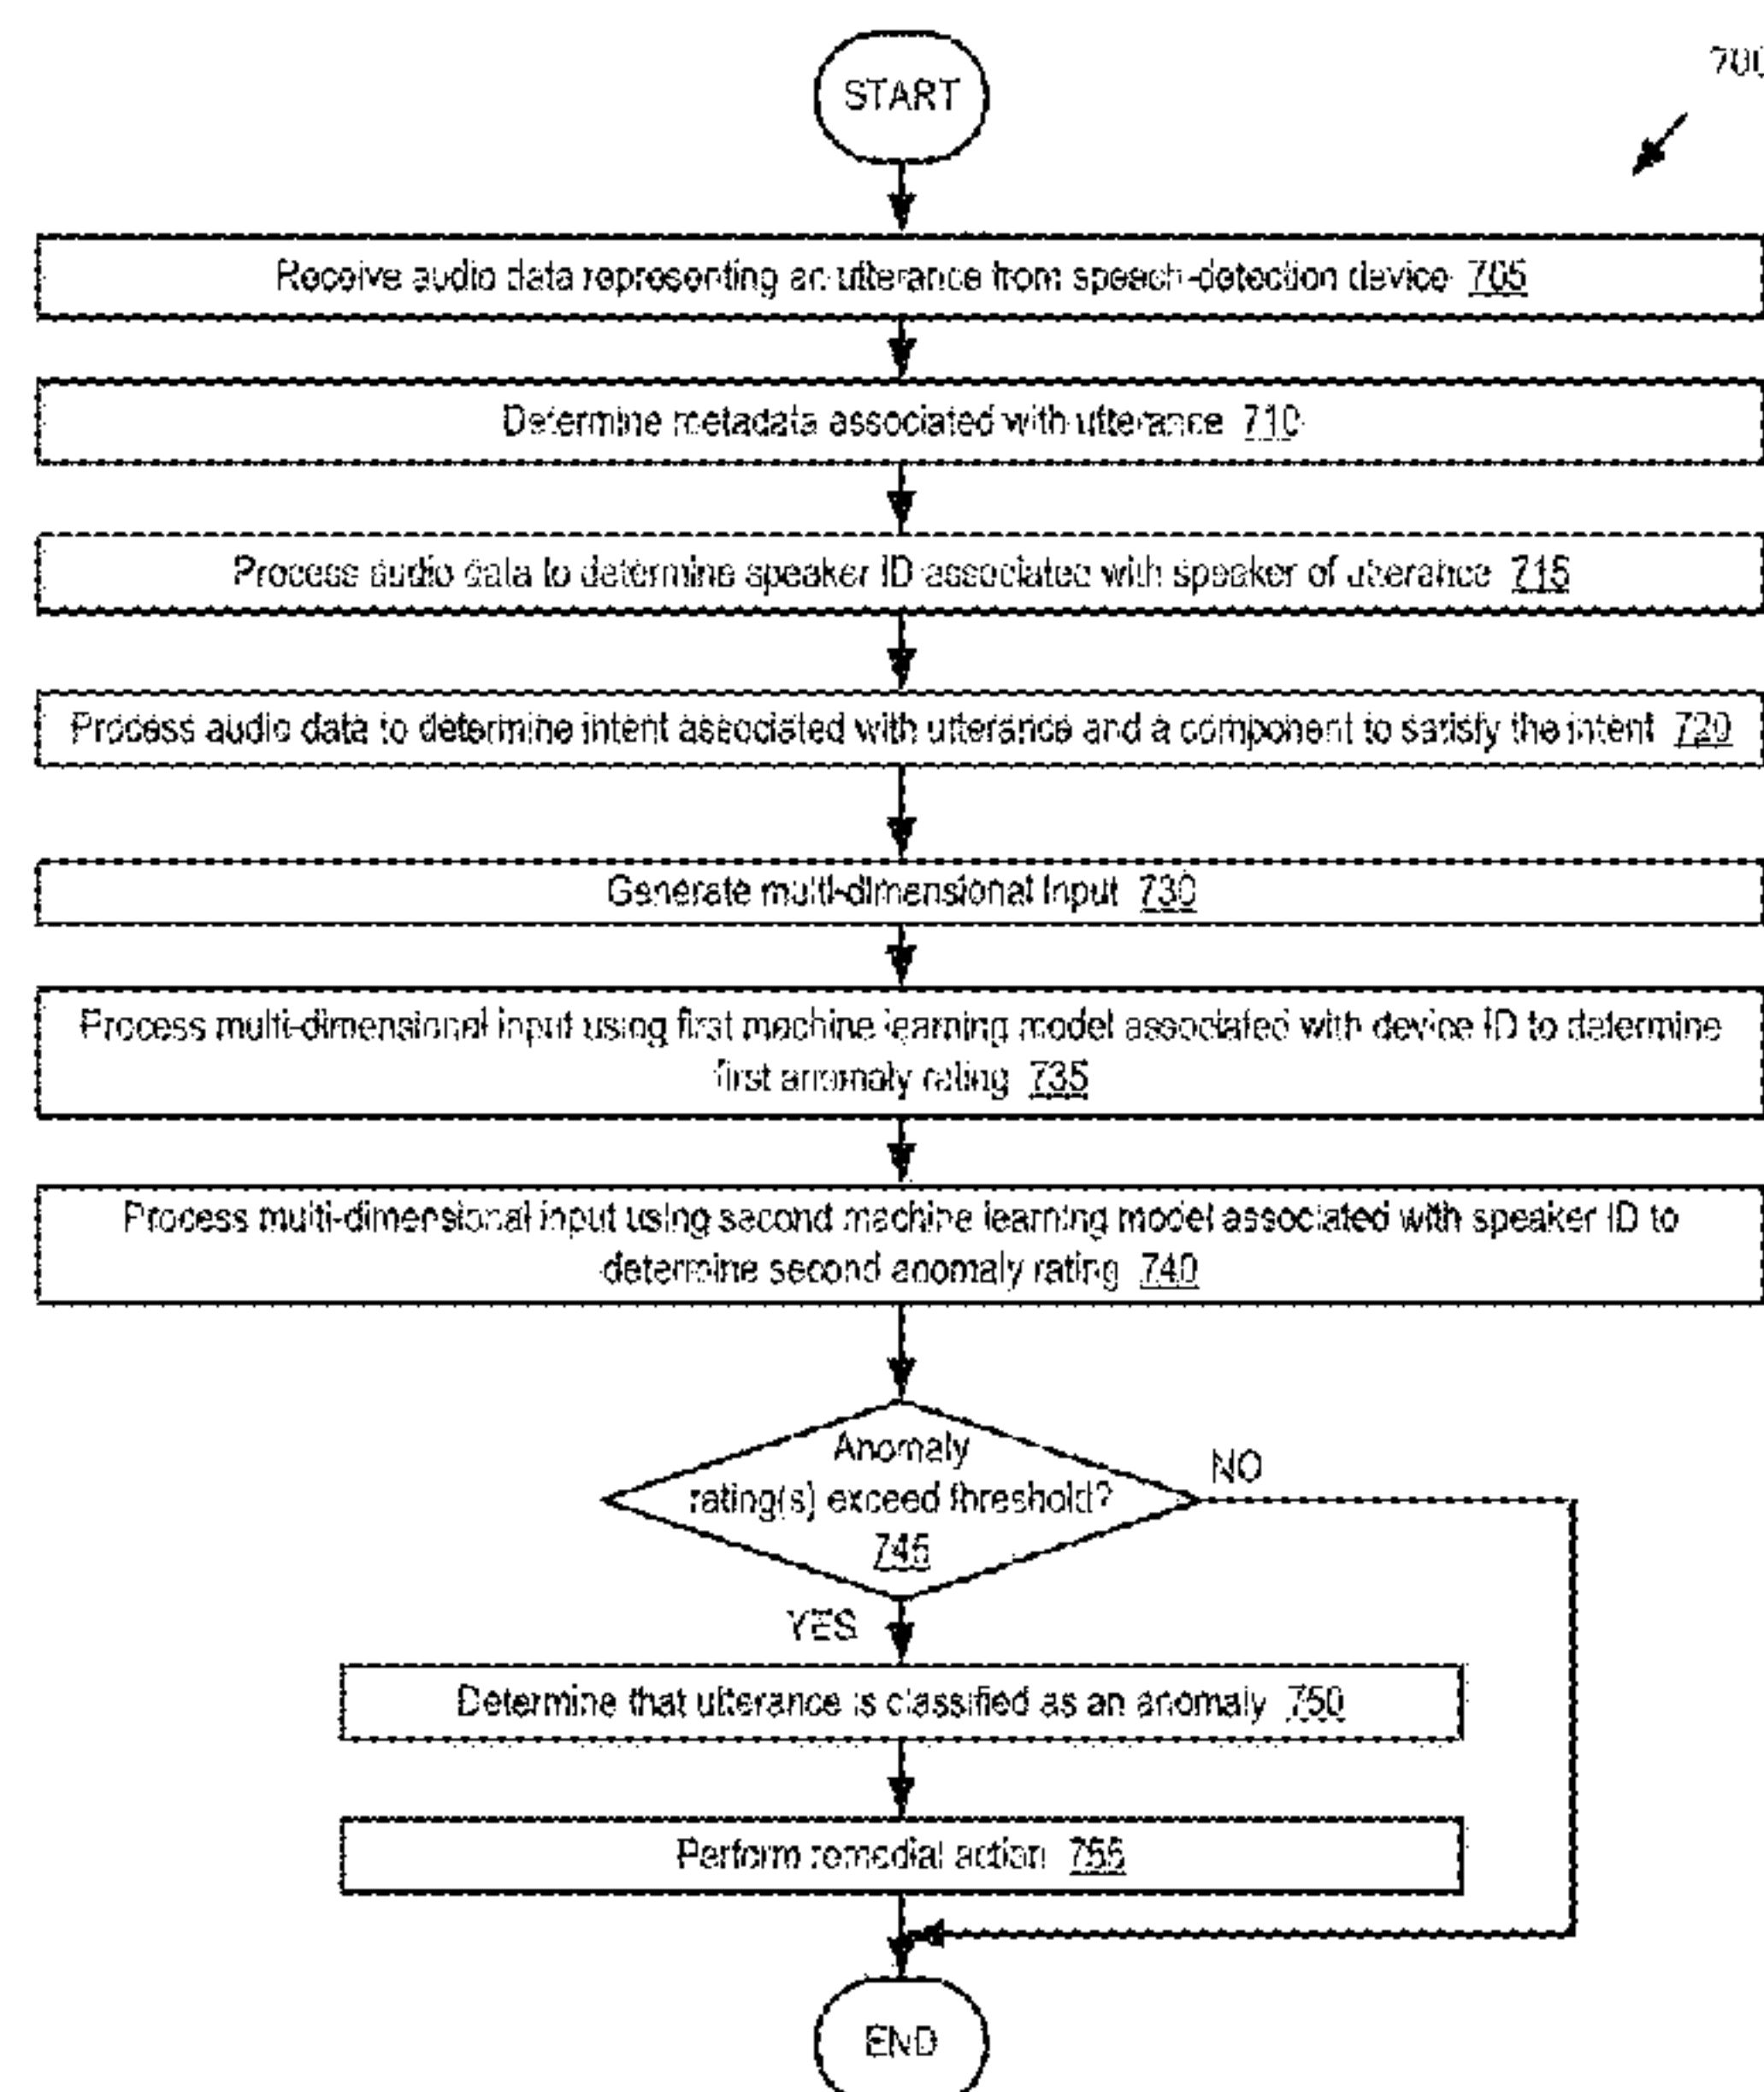 START
700
Receive audio data representing an utterance from speech-detection device 705
Determine metadata associated with utterance 710
Process audio data to determine speaker ID associated with speaker of utterance 715
Process audio data to determine intent associated with utterance and a component to satisfy the intent 720
Generate multi-dimensional input 730
Process multi-dimensional input using first machine learning model associated with device ID to determine
first anomaly rating 735
Process multi-dimensional input using second machine learning model associated with speaker ID to
determine second anomaly rating 740
Anomaly
rating(s) exceed threshold?
745
NO
YES
Determine that utterance is classified as an anomaly 750
Perform remedial action 755
END